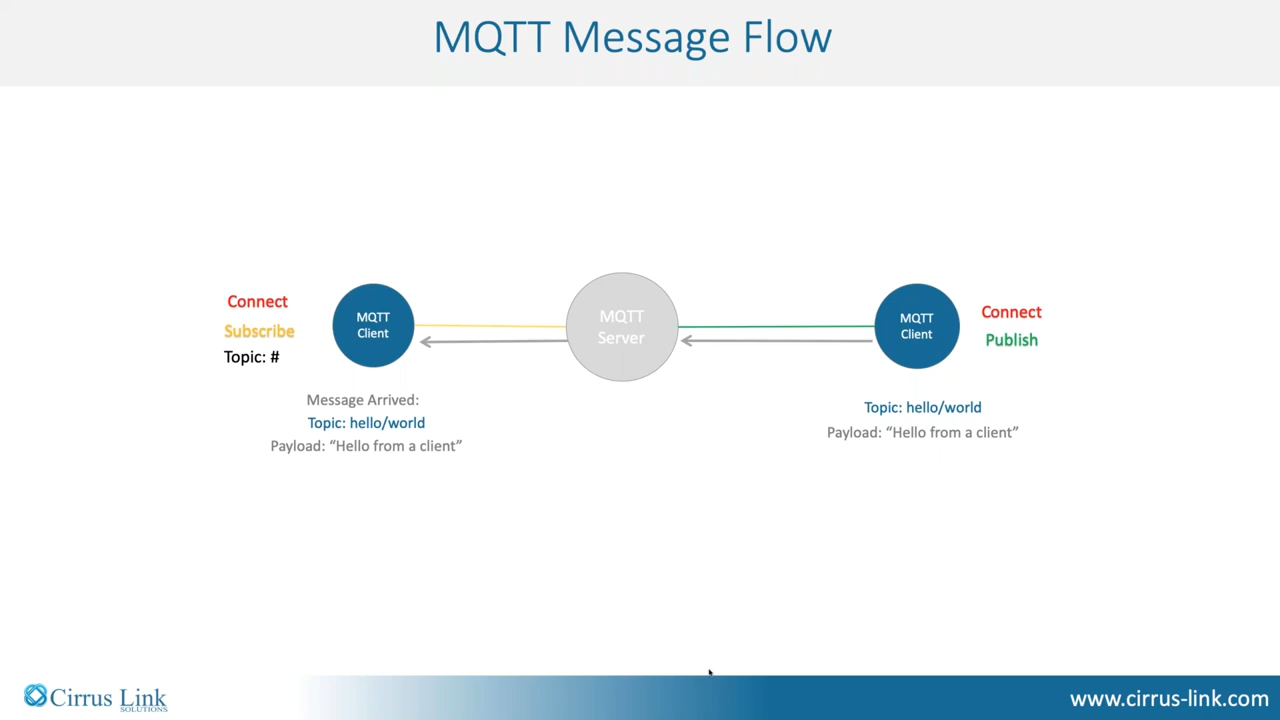 MQTT Message Flow
Connect
Subscribe
Topic: #
MQTT
Client
Message Arrived:
Topic: hello/world
Payload: “Hello from a client”
MQTT
Server
MQTT
Client
Connect
Publish
Topic: hello/world
Payload: “Hello from a client”
Cirrus Link
SOLUTIONS
www.cirrus-link.com